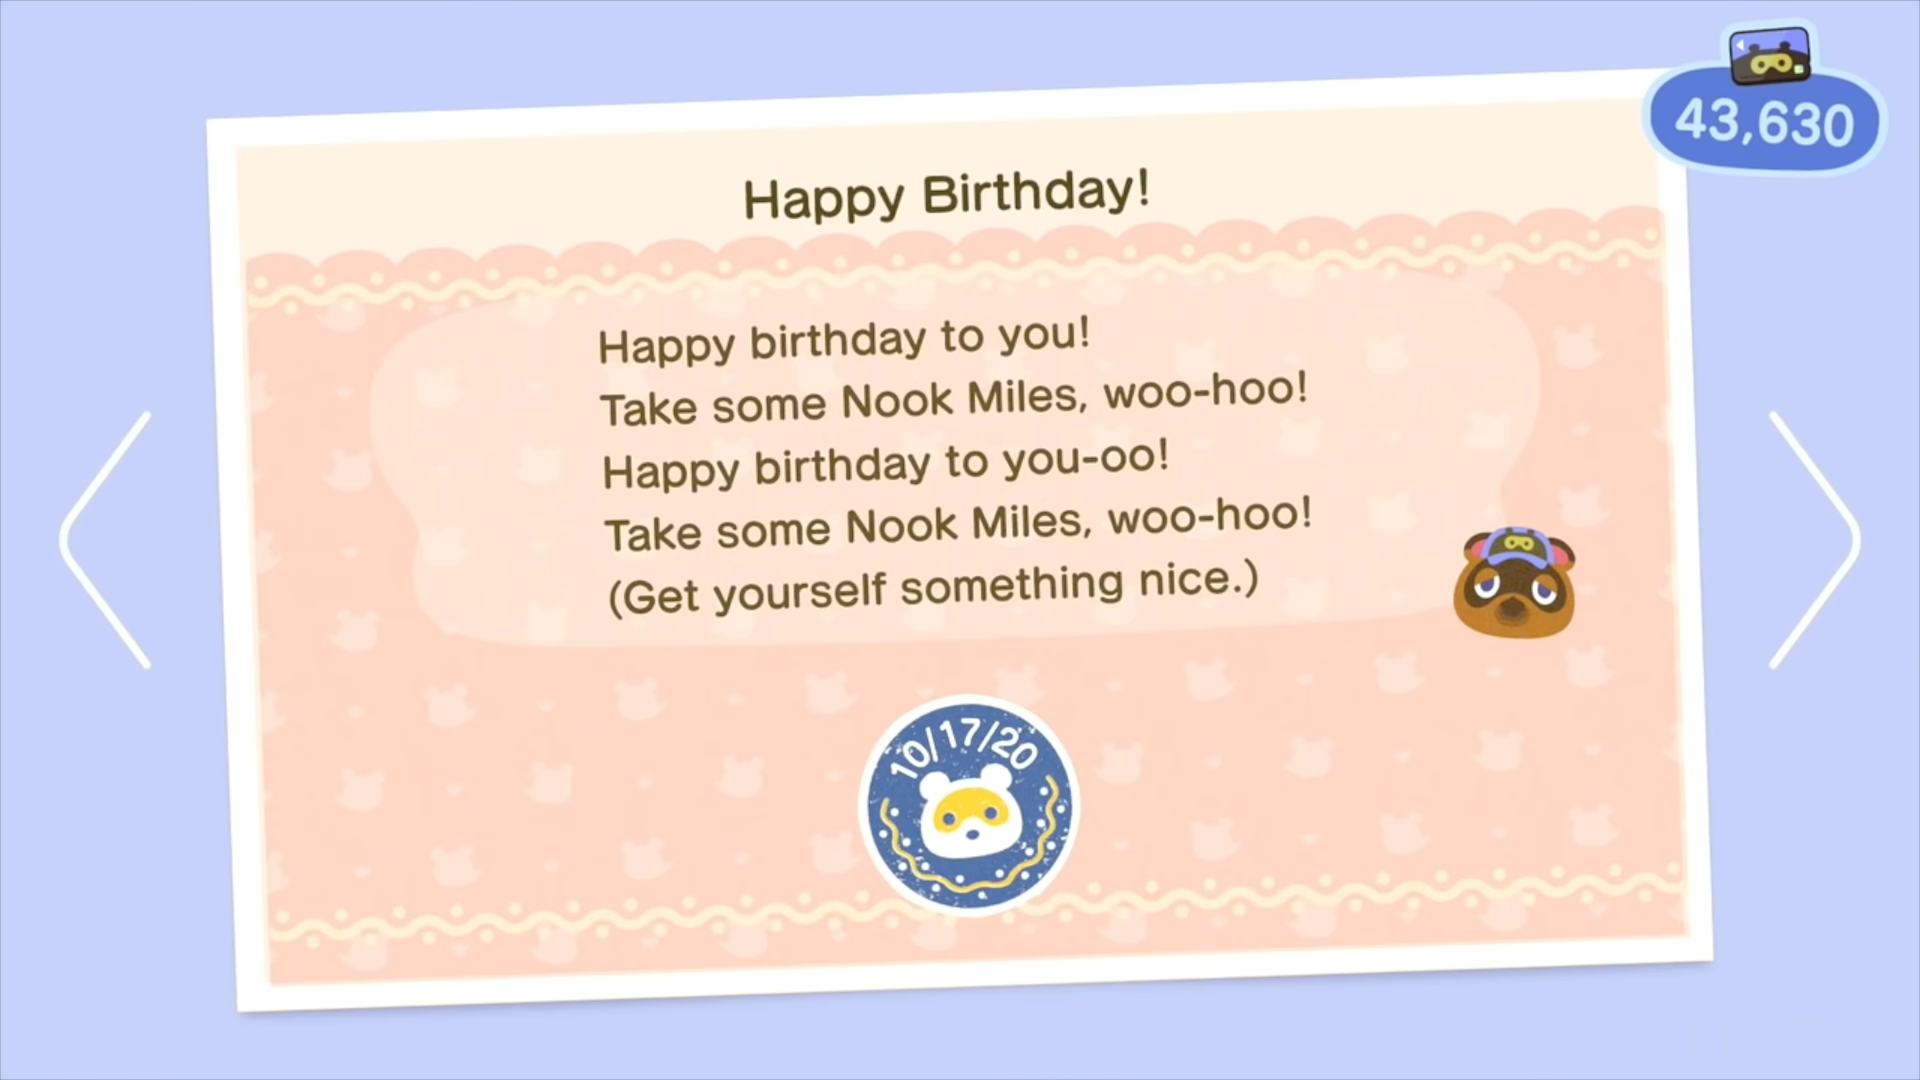 43,630
Happy Birthday!
Happy birthday to you!
Take some Nook Miles, woo-hoo!
Happy birthday to you-oo!
Take some Nook Miles, woo-hoo!
(Get yourself something nice.)
10/17/20